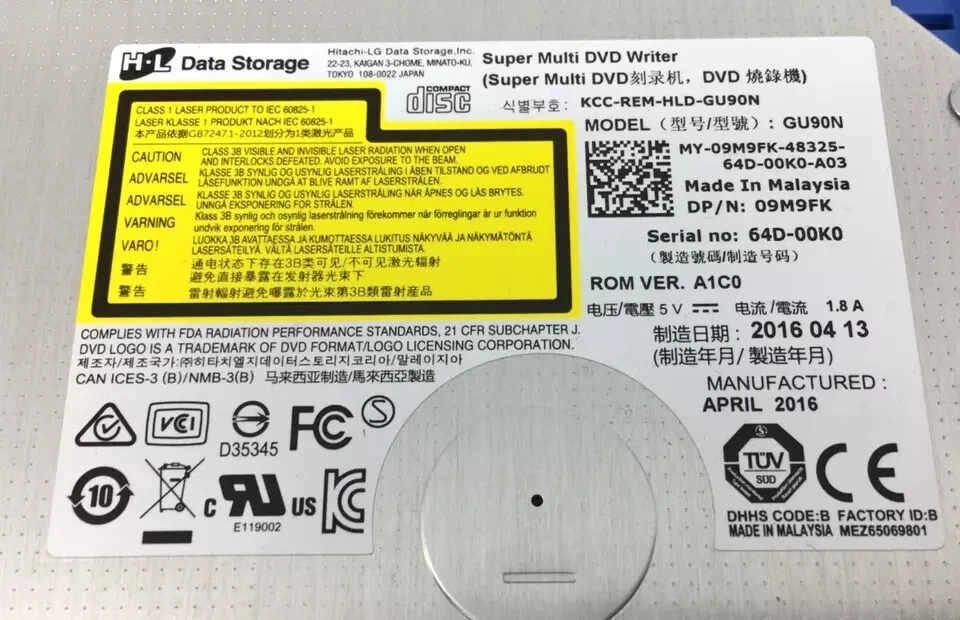 H·L Data Storage
Hitachi-LG Data Storage,Inc.
22-23, KAIGAN 3-CHOME, MINATO-KU,
TOKYO 108-0022 JAPAN
COMPACT
disc
Super Multi DVD Writer
(Super Multi DVD刻录机，DVD 燒錄機)
식별부호: KCC-REM-HLD-GU90N
MODEL (型号/型號): GU90N
MY-09M9FK-48325-
64D-00K0-A03
Made In Malaysia
DP/N: 09M9FK
Serial no: 64D-00K0
(製造號碼/制造号码)
ROM VER. A1C0
电压/電壓 5 V 电流/電流 1.8 A
制造日期: 2016 04 13
(制造年月/製造年月)
MANUFACTURED :
APRIL 2016
CLASS 1 LASER PRODUCT TO IEC 60825-1
LASER KLASSE 1 PRODUKT NACH IEC 60825-1
本产品依据GB7247.1-2012划分为1类激光产品
CAUTION CLASS 3B VISIBLE AND INVISIBLE LASER RADIATION WHEN OPEN
AND INTERLOCKS DEFEATED. AVOID EXPOSURE TO THE BEAM.
ADVARSEL KLASSE 3B SYNLIG OG USYNLIG LASERSTRÅLING I ÅBEN TILSTAND OG VED AFBRUDT
LÅSEFUNKTION UNDGÅ AT BLIVE RAMT AF LASERSTRÅLEN.
ADVARSEL KLASSE 3B SYNLIG OG USYNLIG LASERSTRÅLING NÅR ÅPNES OG LÅS BRYTES.
UNNGÅ EKSPONERING FOR STRÅLEN.
VARNING Klass 3B synlig och osynlig laserstrålning förekommer när förreglingar är ur funktion
undvik exponering för strålen.
VARO! LUOKKA 3B AVATTAESSA JA KUMOTTAESSA LUKITUS NÄKYVÄÄ JA NÄKYMÄTÖNTÄ
LASERSÄTEILYÄ. VÄLTÄ LASERSÄTEILLE ALTISTUMISTA.
警告 通电状态下存在3B类可见/不可见激光辐射
避免直接暴露在发射器光束下
警告 雷射輻射避免曝露於光束第3B類雷射産品
COMPLIES WITH FDA RADIATION PERFORMANCE STANDARDS, 21 CFR SUBCHAPTER J.
DVD LOGO IS A TRADEMARK OF DVD FORMAT/LOGO LICENSING CORPORATION.
제조자/제조국가:㈜히타치엘지데이터스토리지코리아/말레이지아
CAN ICES-3 (B)/NMB-3(B) 马来西亚制造/馬來西亞製造
VCI
D35345
FC
S
10
c RU US
E119002
KC
TÜV
SÜD
CE
DHHS CODE:B FACTORY ID:B
MADE IN MALAYSIA MEZ65069801